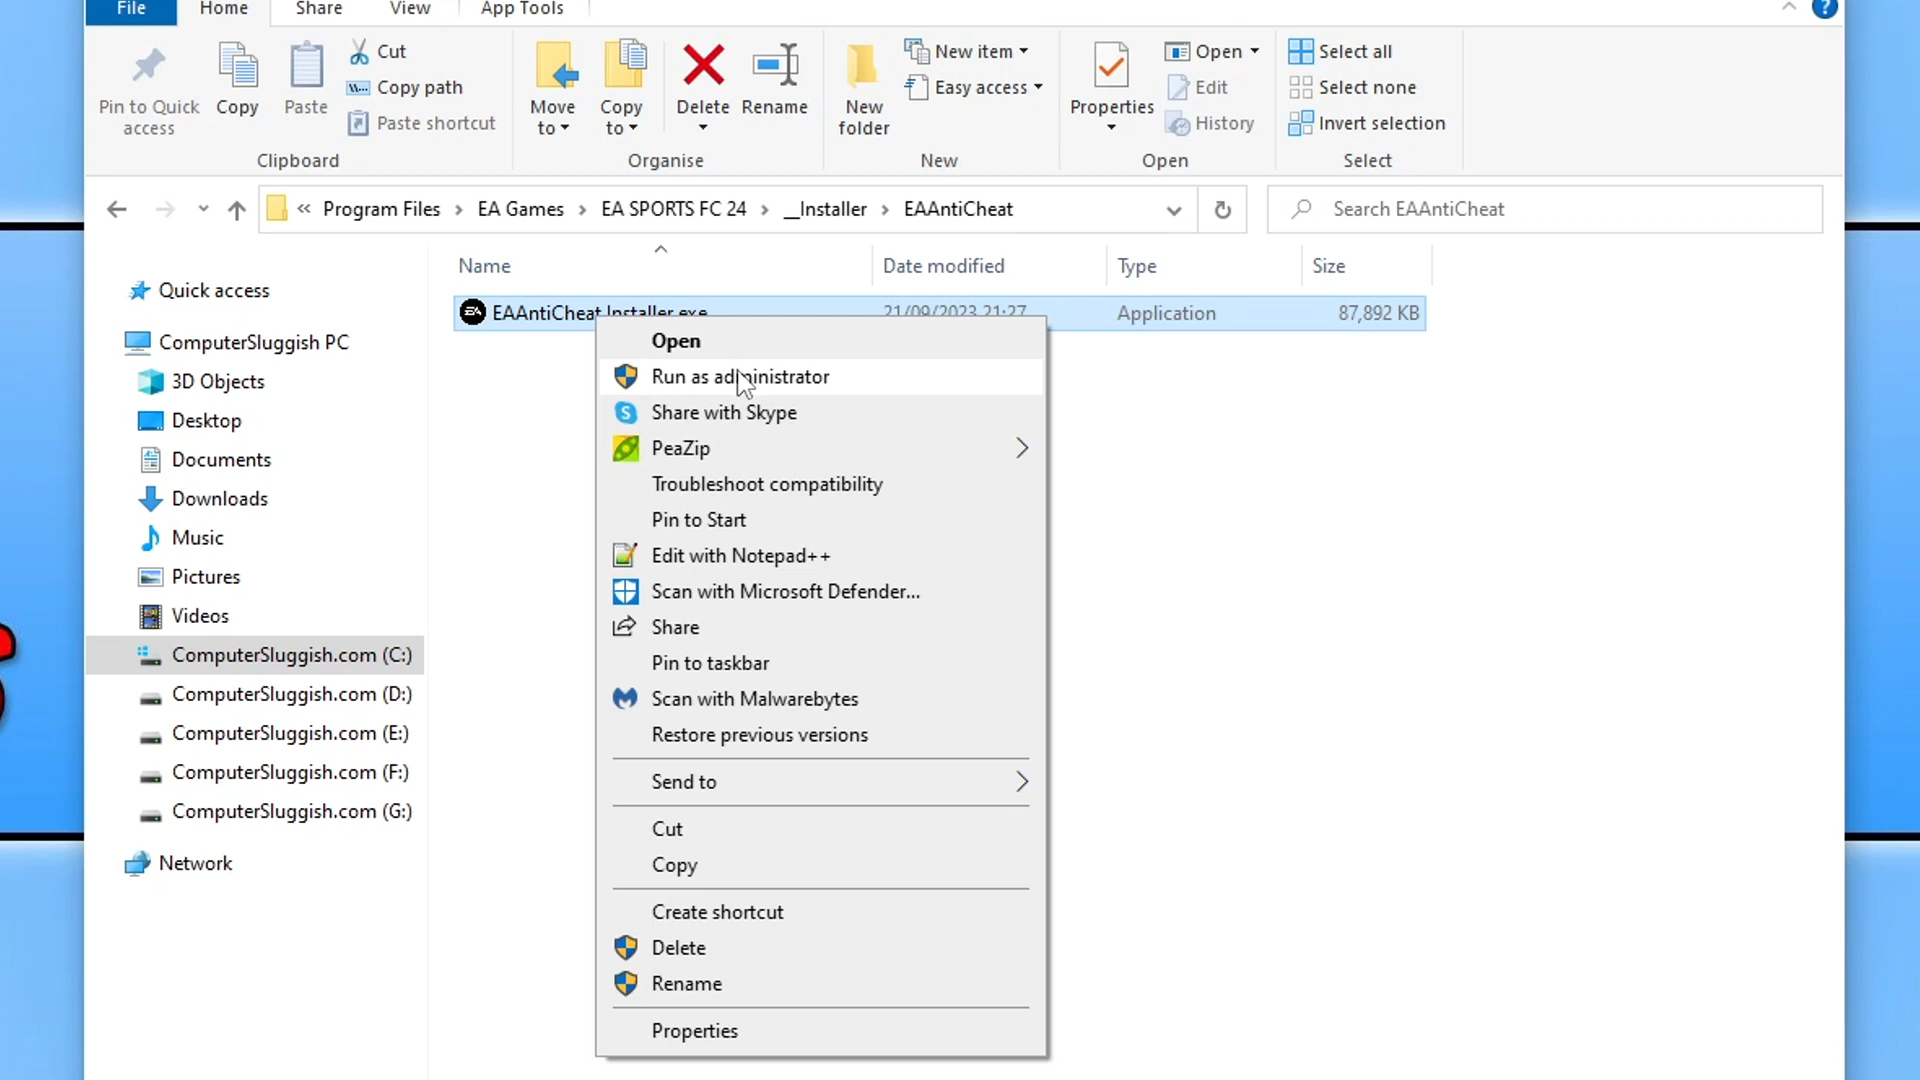 File Home Share View App Tools
Pin to Quick access
Copy
Paste
Cut
Copy path
Paste shortcut
Clipboard
Move to
Copy to
Delete
Rename
Organise
New folder
New item
Easy access
New
Properties
Open
Edit
History
Open
Select all
Select none
Invert selection
Select
« Program Files > EA Games > EA SPORTS FC 24 > __Installer > EAAntiCheat
Search EAAntiCheat
Name Date modified Type Size
EAAntiCheat.Installer.exe 21/09/2023 21:27 Application 87,892 KB
Quick access
ComputerSluggish PC
3D Objects
Desktop
Documents
Downloads
Music
Pictures
Videos
ComputerSluggish.com (C:)
ComputerSluggish.com (D:)
ComputerSluggish.com (E:)
ComputerSluggish.com (F:)
ComputerSluggish.com (G:)
Network
Open
Run as administrator
Share with Skype
PeaZip
Troubleshoot compatibility
Pin to Start
Edit with Notepad++
Scan with Microsoft Defender...
Share
Pin to taskbar
Scan with Malwarebytes
Restore previous versions
Send to
Cut
Copy
Create shortcut
Delete
Rename
Properties